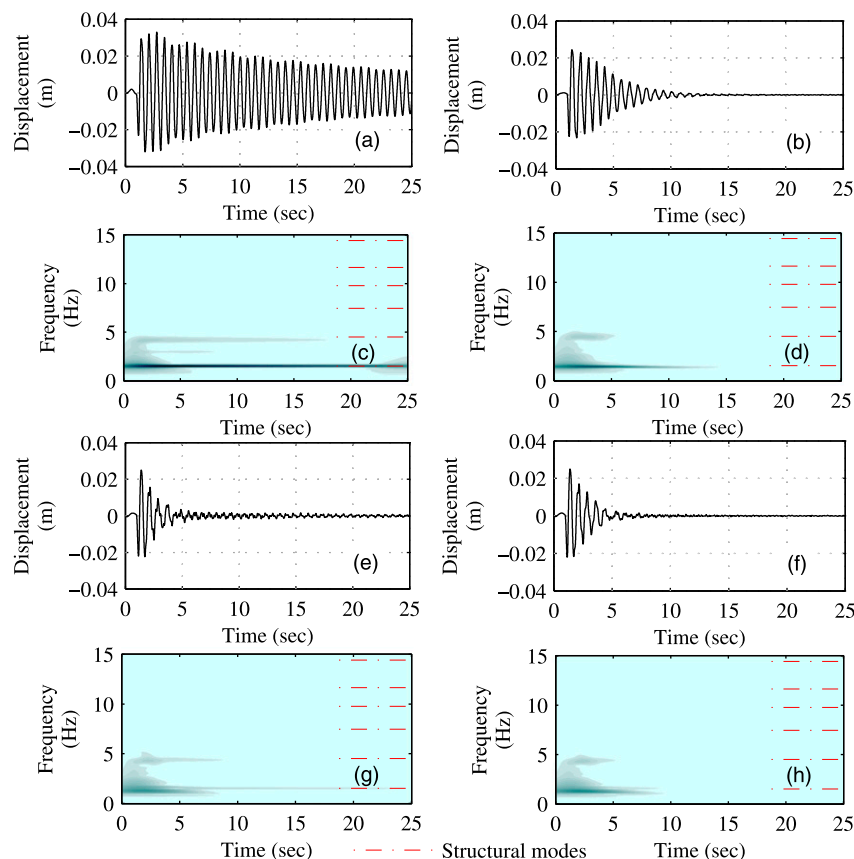 0.04
0.02
0
−0.02
−0.04
Displacement
(m)
(a)
0 5 10 15 20 25
Time (sec)
0.04
0.02
0
−0.02
−0.04
Displacement
(m)
(b)
0 5 10 15 20 25
Time (sec)
15
10
5
0
Frequency
(Hz)
(c)
0 5 10 15 20 25
Time (sec)
15
10
5
0
Frequency
(Hz)
(d)
0 5 10 15 20 25
Time (sec)
0.04
0.02
0
−0.02
−0.04
Displacement
(m)
(e)
0 5 10 15 20 25
Time (sec)
0.04
0.02
0
−0.02
−0.04
Displacement
(m)
(f)
0 5 10 15 20 25
Time (sec)
15
10
5
0
Frequency
(Hz)
(g)
0 5 10 15 20 25
Time (sec)
15
10
5
0
Frequency
(Hz)
(h)
0 5 10 15 20 25
Time (sec)
Structural modes